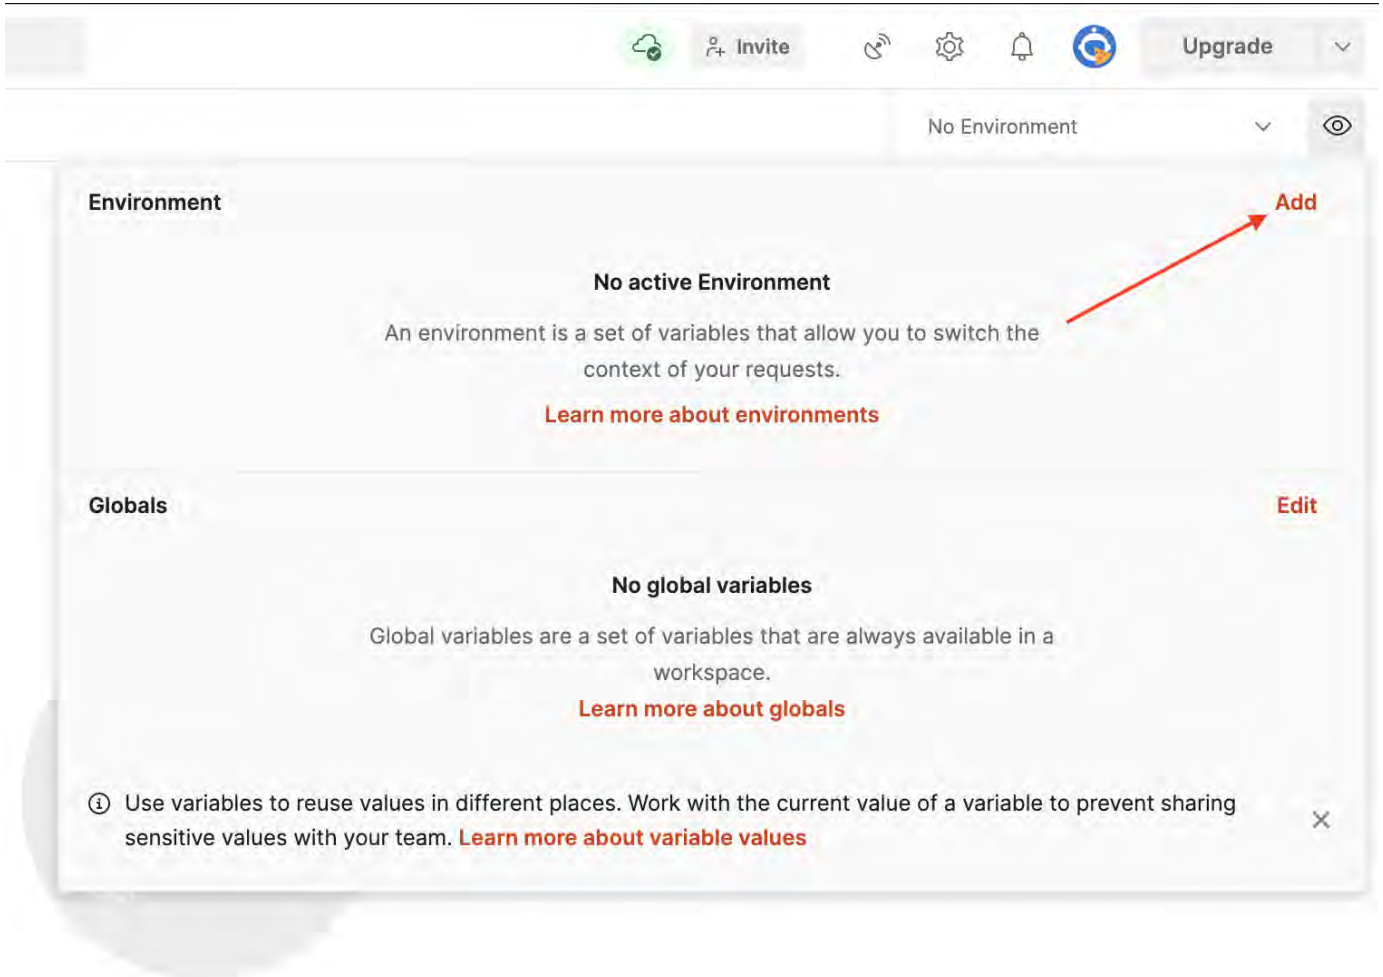 Invite
Upgrade
No Environment
Environment
Add
No active Environment
An environment is a set of variables that allow you to switch the
context of your requests.
Learn more about environments
Globals
Edit
No global variables
Global variables are a set of variables that are always available in a
workspace.
Learn more about globals
Use variables to reuse values in different places. Work with the current value of a variable to prevent sharing
sensitive values with your team. Learn more about variable values